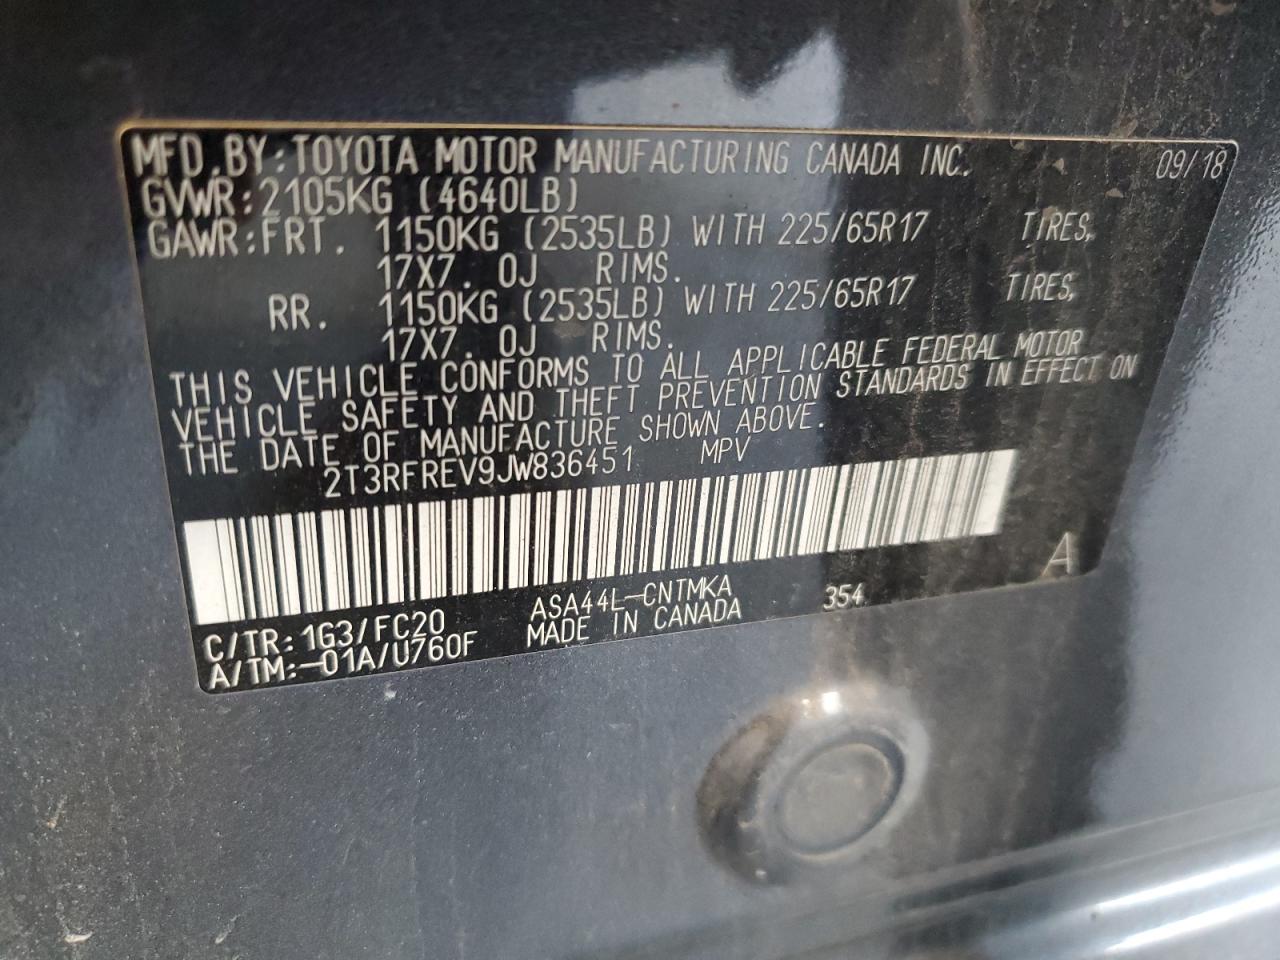 MFD.BY:TOYOTA MOTOR MANUFACTURING CANADA INC. 09/18
GVWR:2105KG (4640LB)
GAWR:FRT. 1150KG (2535LB) WITH 225/65R17 TIRES,
17X7.0J RIMS.
RR. 1150KG (2535LB) WITH 225/65R17 TIRES,
17X7.0J RIMS.
THIS VEHICLE CONFORMS TO ALL APPLICABLE FEDERAL MOTOR
VEHICLE SAFETY AND THEFT PREVENTION STANDARDS IN EFFECT ON
THE DATE OF MANUFACTURE SHOWN ABOVE.
2T3RFREV9JW836451 MPV
A
C/TR:1G3/FC20 ASA44L-CNTMKA 354
A/TM:-01A/U760F MADE IN CANADA